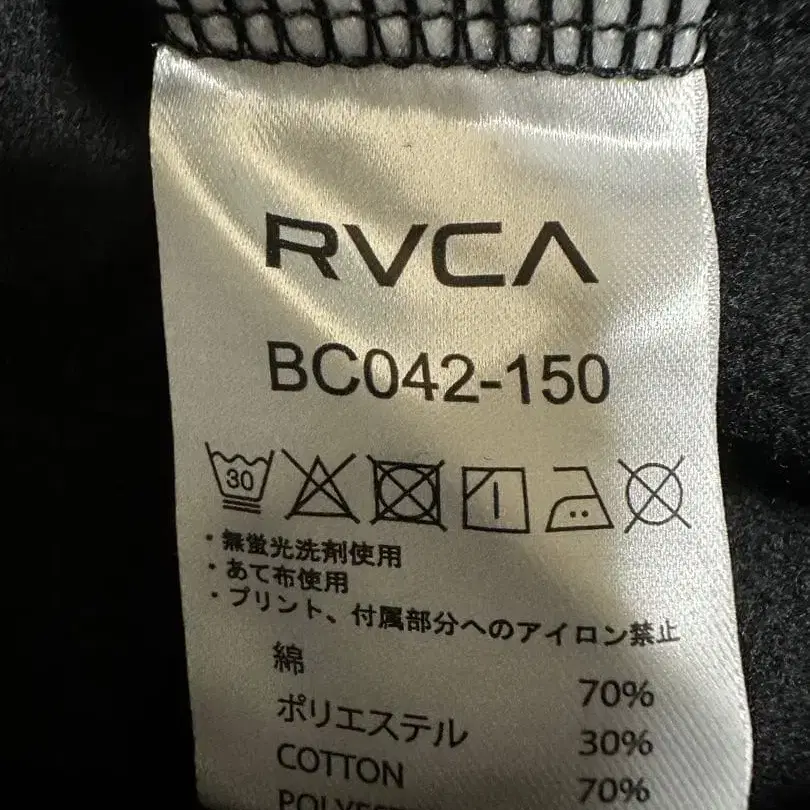 RVCA
BC042-150
30
・無蛍光洗剤使用
・あて布使用
・プリント、付属部分へのアイロン禁止
綿 70%
ポリエステル 30%
COTTON 70%